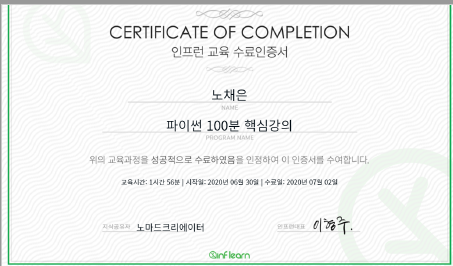 CERTIFICATE OF COMPLETION
인프런 교육 수료인증서
노채은
NAME
파이썬 100분 핵심강의
PROGRAM NAME
위의 교육과정을 성공적으로 수료하였음을 인정하여 이 인증서를 수여합니다.
교육시간: 1시간 56분 | 시작일: 2020년 06월 30일 | 수료일: 2020년 07월 02일
지식공유자 노마드크리에이터
인프런대표 이형주.
inflearn